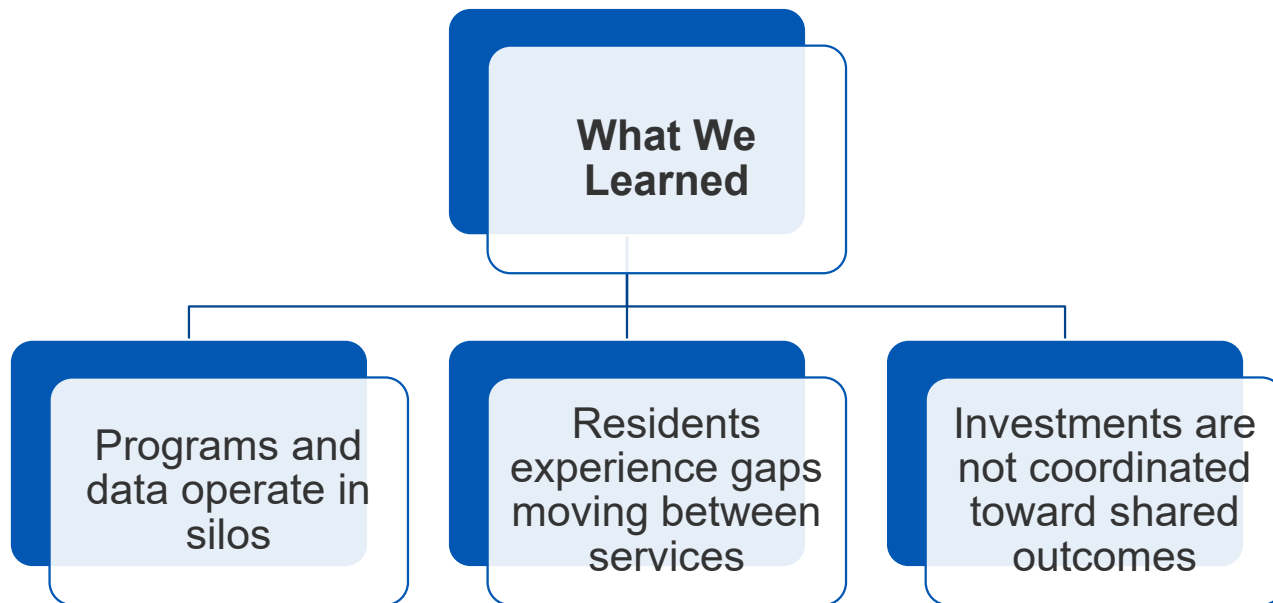 What We
Learned
Programs and
data operate in
silos
Residents
experience gaps
moving between
services
Investments are
not coordinated
toward shared
outcomes